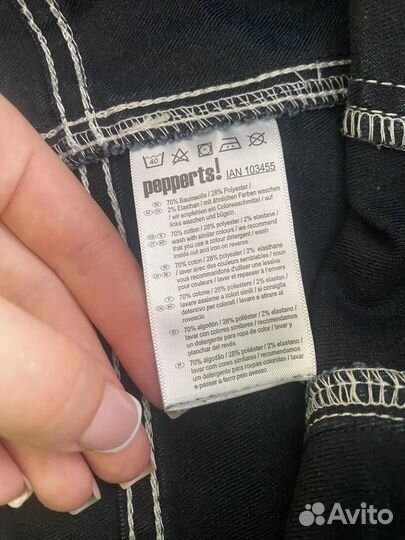 40
pepperts! IAN 103455
70% Baumwolle / 28% Polyester /
2% Elasthan / mit ähnlichen Farben waschen
/ wir empfehlen ein Colorwaschmittel / auf
links waschen und bügeln
70% cotton / 28% polyester / 2% elastane /
wash with similar colours / we recommend
that you use a colour detergent / wash
inside out and iron on reverse
70% coton / 28% polyester / 2% élasthanne
/ laver avec des couleurs semblables / nous
vous recommandons d'utiliser une lessive
pour couleurs / laver et repasser à l'envers
70% cotone / 28% poliestere / 2% elastan /
lavare assieme a colori simili / si consiglia
detersivo per colorati / lavare e stirare al
rovescio
70% algodón / 28% poliéster / 2% elastano /
lavar con colores similares / recomendamos
un detergente para ropa de color / lavar y
planchar del revés
70% algodão / 28% poliéster / 2% elastano /
lavar com cores similares / recomendamos
um detergente para roupas coloridas / lavar
e passar a ferro pelo avesso
Avito